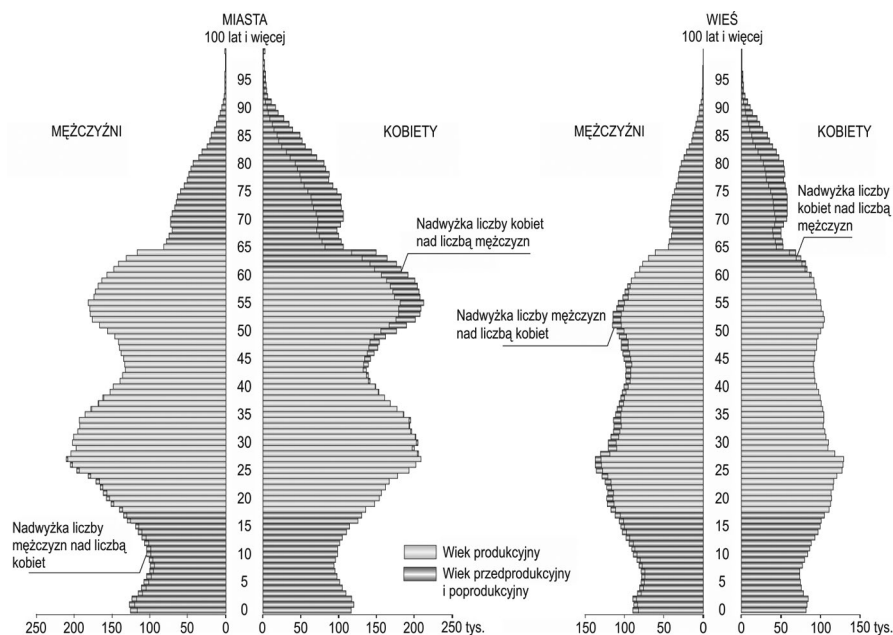 MIASTA
100 lat i więcej
MĘŻCZYŹNI
KOBIETY
95
90
85
80
75
70
65
60
55
50
45
40
35
30
25
20
15
10
5
0
Nadwyżka liczby kobiet
nad liczbą mężczyzn
Nadwyżka liczby
mężczyzn nad liczbą
kobiet
250 200 150 100 50 0
0 50 100 150 200 250 tys.
Wiek produkcyjny
Wiek przedprodukcyjny
i poprodukcyjny
WIEŚ
100 lat i więcej
MĘŻCZYŹNI
KOBIETY
95
90
85
80
75
70
65
60
55
50
45
40
35
30
25
20
15
10
5
0
Nadwyżka liczby
kobiet nad liczbą
mężczyzn
Nadwyżka liczby mężczyzn
nad liczbą kobiet
150 100 50 0
0 50 100 150 tys.